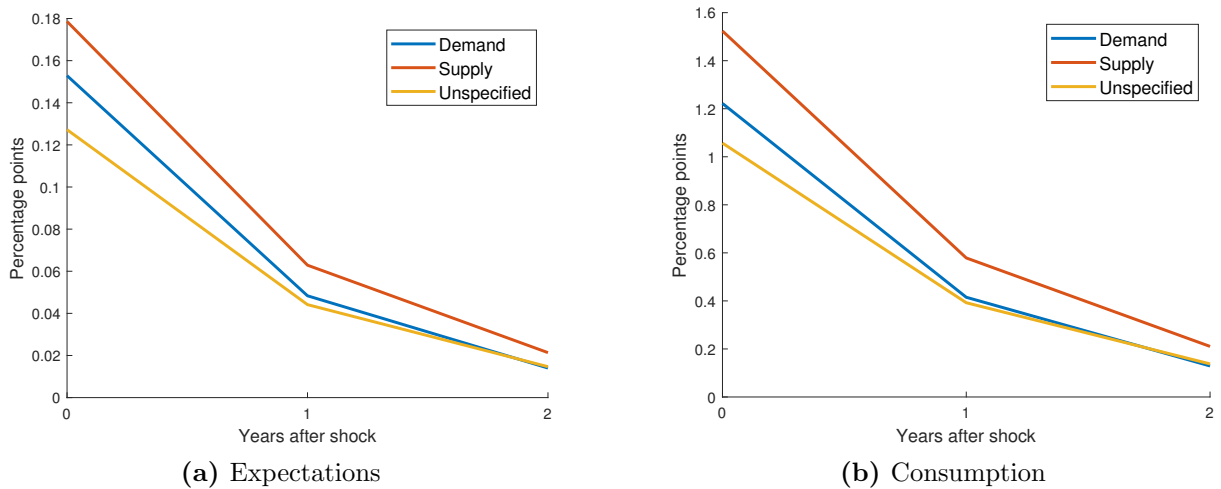 Percentage points
0.18
0.16
0.14
0.12
0.1
0.08
0.06
0.04
0.02
0
0 1 2
Years after shock
Demand
Supply
Unspecified
(a) Expectations
Percentage points
1.6
1.4
1.2
1
0.8
0.6
0.4
0.2
0
0 1 2
Years after shock
Demand
Supply
Unspecified
(b) Consumption